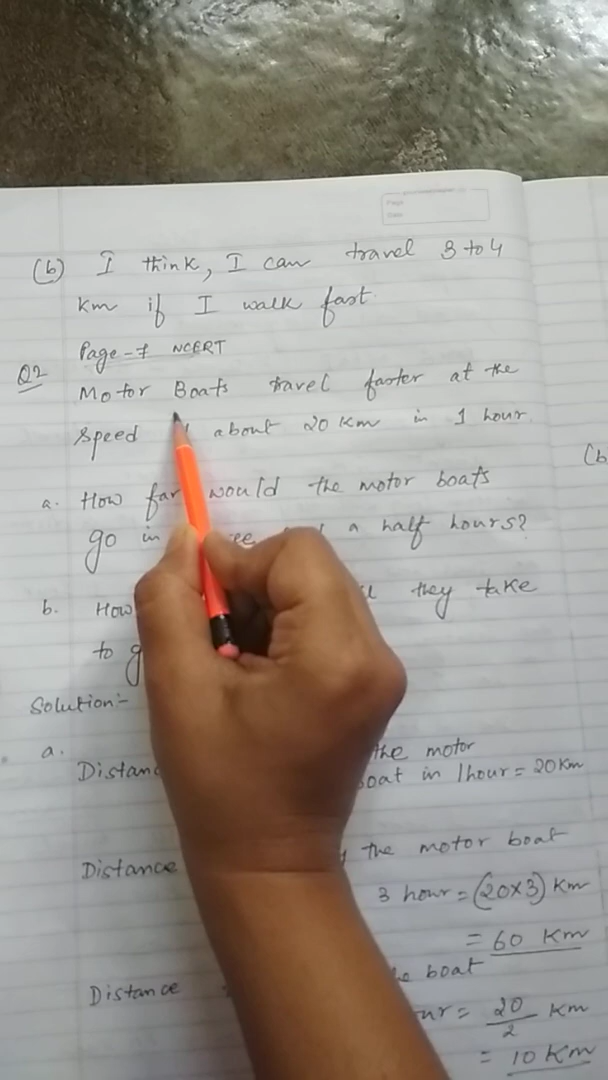 Page
Date
(b) I think, I can travel 3 to 4
km if I walk fast.
Page-7 NCERT
Q2 Motor Boats travel faster at the
speed about 20 km in 1 hour.
a. How far would the motor boats
go in a half hours?
b. How they take
to
Solution:-
a.
the motor
boat in 1 hour = 20 Km
Distance the motor boat
3 hour = (20×3) Km
= 60 Km
Distance boat
= 20/2 Km
= 10 Km
(b